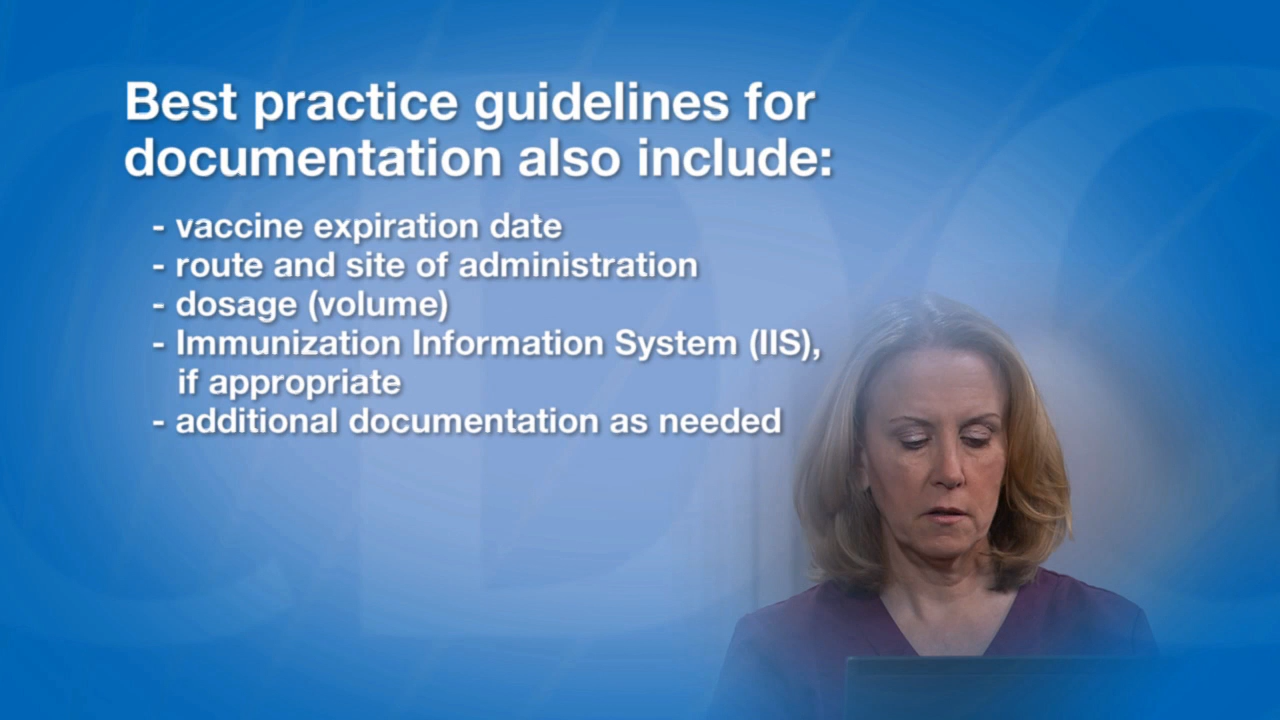 Best practice guidelines for
documentation also include:
- vaccine expiration date
- route and site of administration
- dosage (volume)
- Immunization Information System (IIS),
if appropriate
- additional documentation as needed